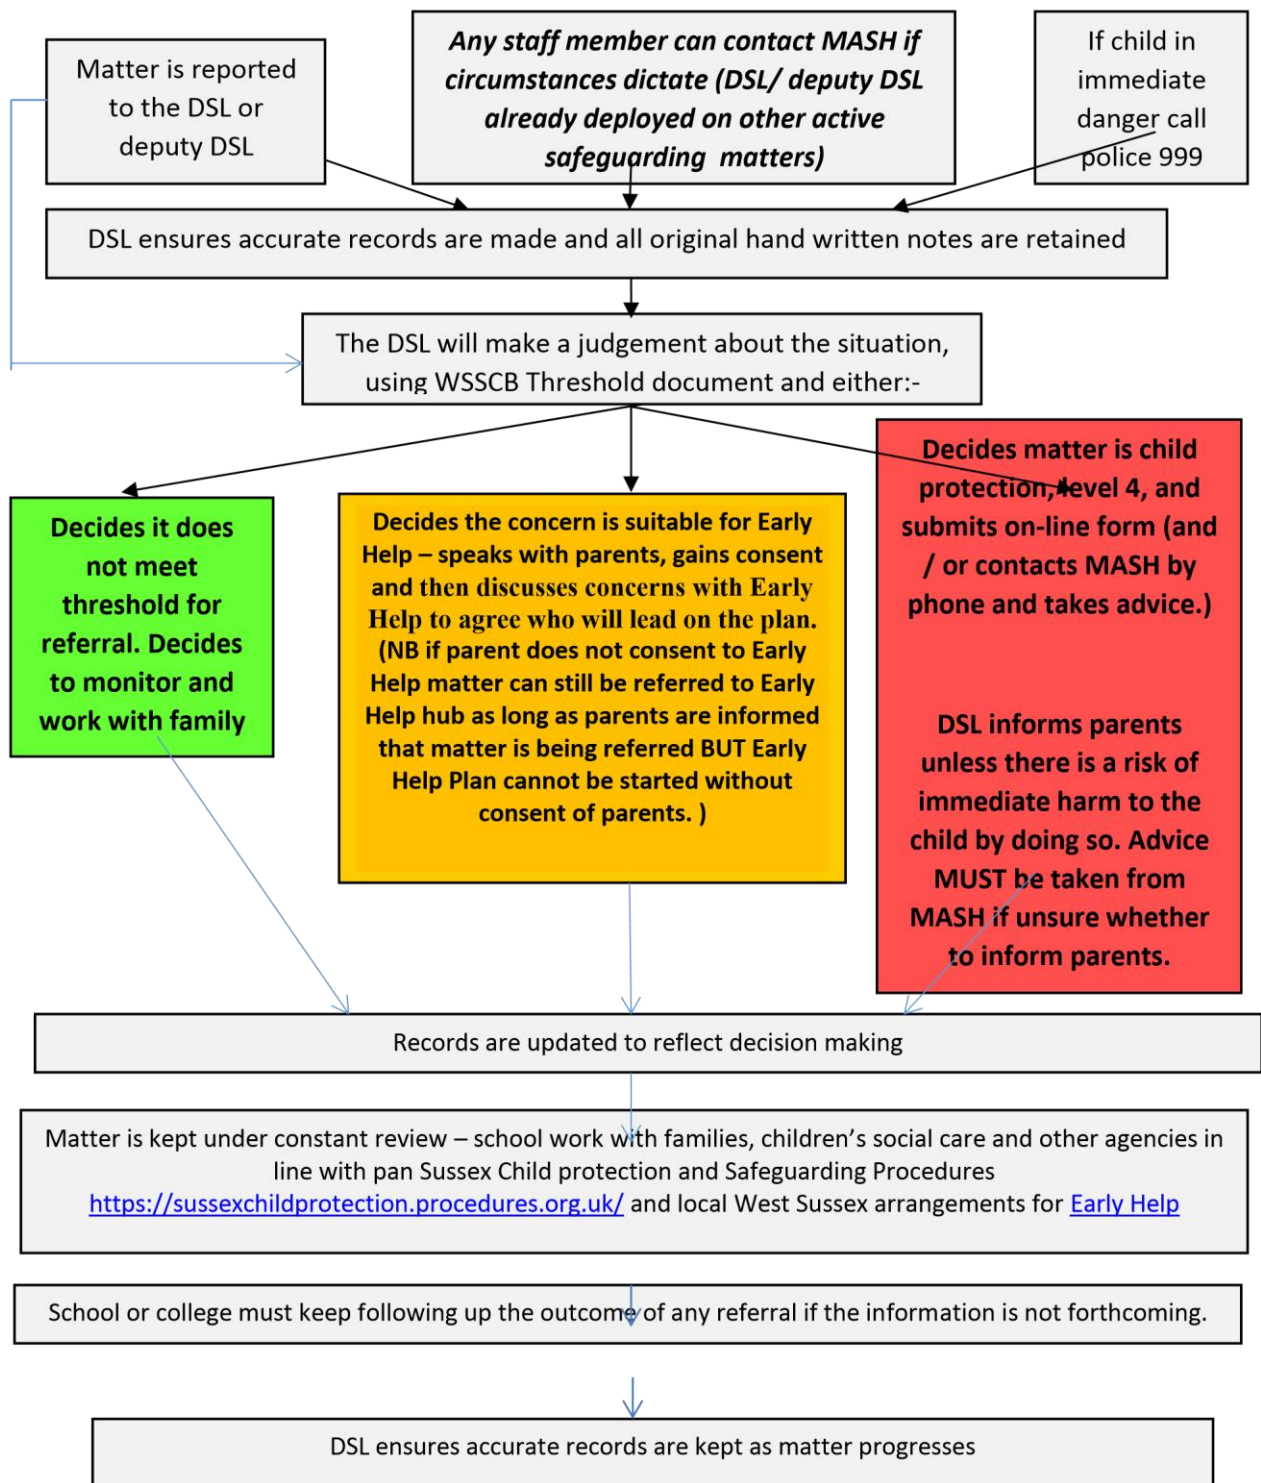 Matter is reported
to the DSL or
deputy DSL
Any staff member can contact MASH if
circumstances dictate (DSL/ deputy DSL
already deployed on other active
safeguarding matters)
If child in
immediate
danger call
police 999
DSL ensures accurate records are made and all original hand written notes are retained
The DSL will make a judgement about the situation,
using WSSCB Threshold document and either:-
Decides it does
not meet
threshold for
referral. Decides
to monitor and
work with family
Decides the concern is suitable for Early
Help – speaks with parents, gains consent
and then discusses concerns with Early
Help to agree who will lead on the plan.
(NB if parent does not consent to Early
Help matter can still be referred to Early
Help hub as long as parents are informed
that matter is being referred BUT Early
Help Plan cannot be started without
consent of parents. )
Decides matter is child
protection, level 4, and
submits on-line form (and
/ or contacts MASH by
phone and takes advice.)
DSL informs parents
unless there is a risk of
immediate harm to the
child by doing so. Advice
MUST be taken from
MASH if unsure whether
to inform parents.
Records are updated to reflect decision making
Matter is kept under constant review – school work with families, children’s social care and other agencies in
line with pan Sussex Child protection and Safeguarding Procedures
https://sussexchildprotection.procedures.org.uk/ and local West Sussex arrangements for Early Help
School or college must keep following up the outcome of any referral if the information is not forthcoming.
DSL ensures accurate records are kept as matter progresses